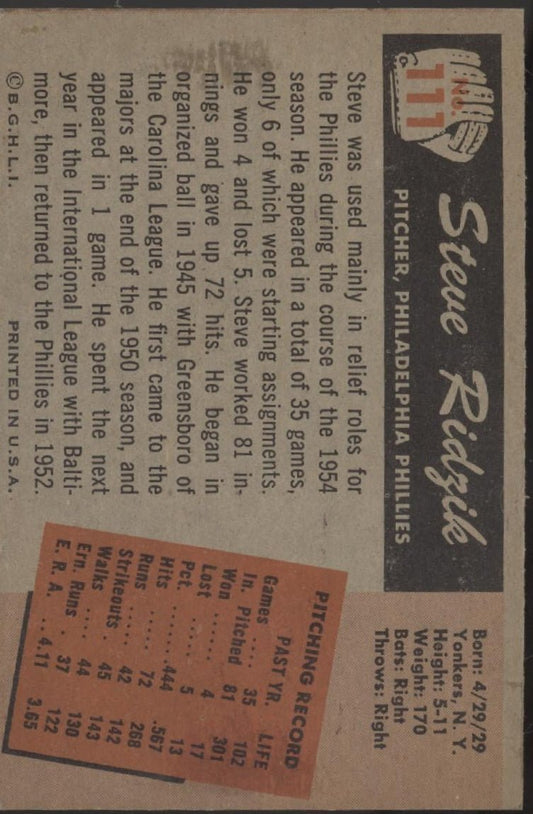 No. 111
Steve Ridzik
PITCHER, PHILADELPHIA PHILLIES
Born: 4/29/29
Yonkers, N. Y.
Height: 5-11
Weight: 170
Bats: Right
Throws: Right
Steve was used mainly in relief roles for
the Phillies during the course of the 1954
season. He appeared in a total of 35 games,
only 6 of which were starting assignments.
He won 4 and lost 5. Steve worked 81 in-
nings and gave up 72 hits. He began in
organized ball in 1945 with Greensboro of
the Carolina League. He first came to the
majors at the end of the 1950 season, and
appeared in 1 game. He spent the next
year in the International League with Balti-
more, then returned to the Phillies in 1952.
© B.G.H.L.I. PRINTED IN U.S.A.
PITCHING RECORD
PAST YR. LIFE
Games .... 35 102
In. Pitched 81 301
Won ...... 4 17
Lost ...... 5 13
Pct. ...... .444 .567
Hits ...... 72 268
Runs ..... 42 142
Strikeouts . 45 143
Walks .... 44 130
Ern. Runs . 37 122
E. R. A. .. 4.11 3.65